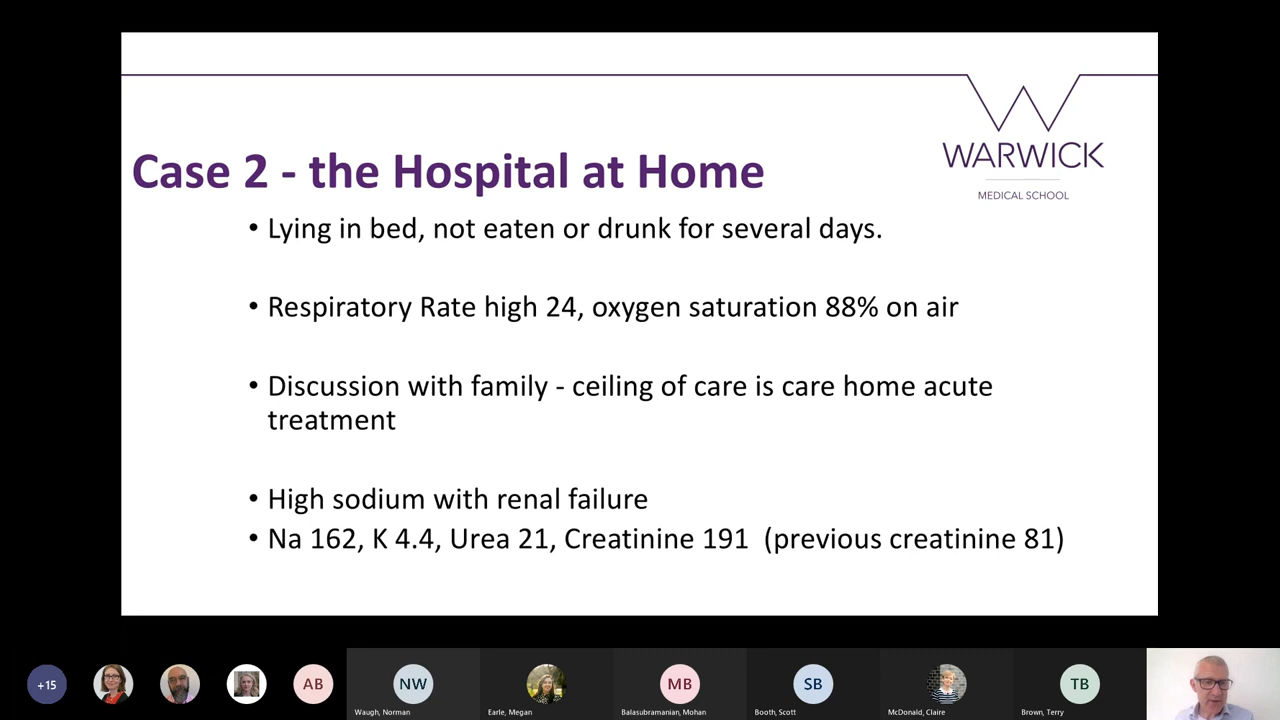 WARWICK
MEDICAL SCHOOL
Case 2 - the Hospital at Home
• Lying in bed, not eaten or drunk for several days.
• Respiratory Rate high 24, oxygen saturation 88% on air
• Discussion with family - ceiling of care is care home acute
treatment
• High sodium with renal failure
• Na 162, K 4.4, Urea 21, Creatinine 191 (previous creatinine 81)
+15
AB
NW
MB
SB
TB
Waugh, Norman
Earle, Megan
Balasubramanian, Mohan
Booth, Scott
McDonald, Claire
Brown, Terry